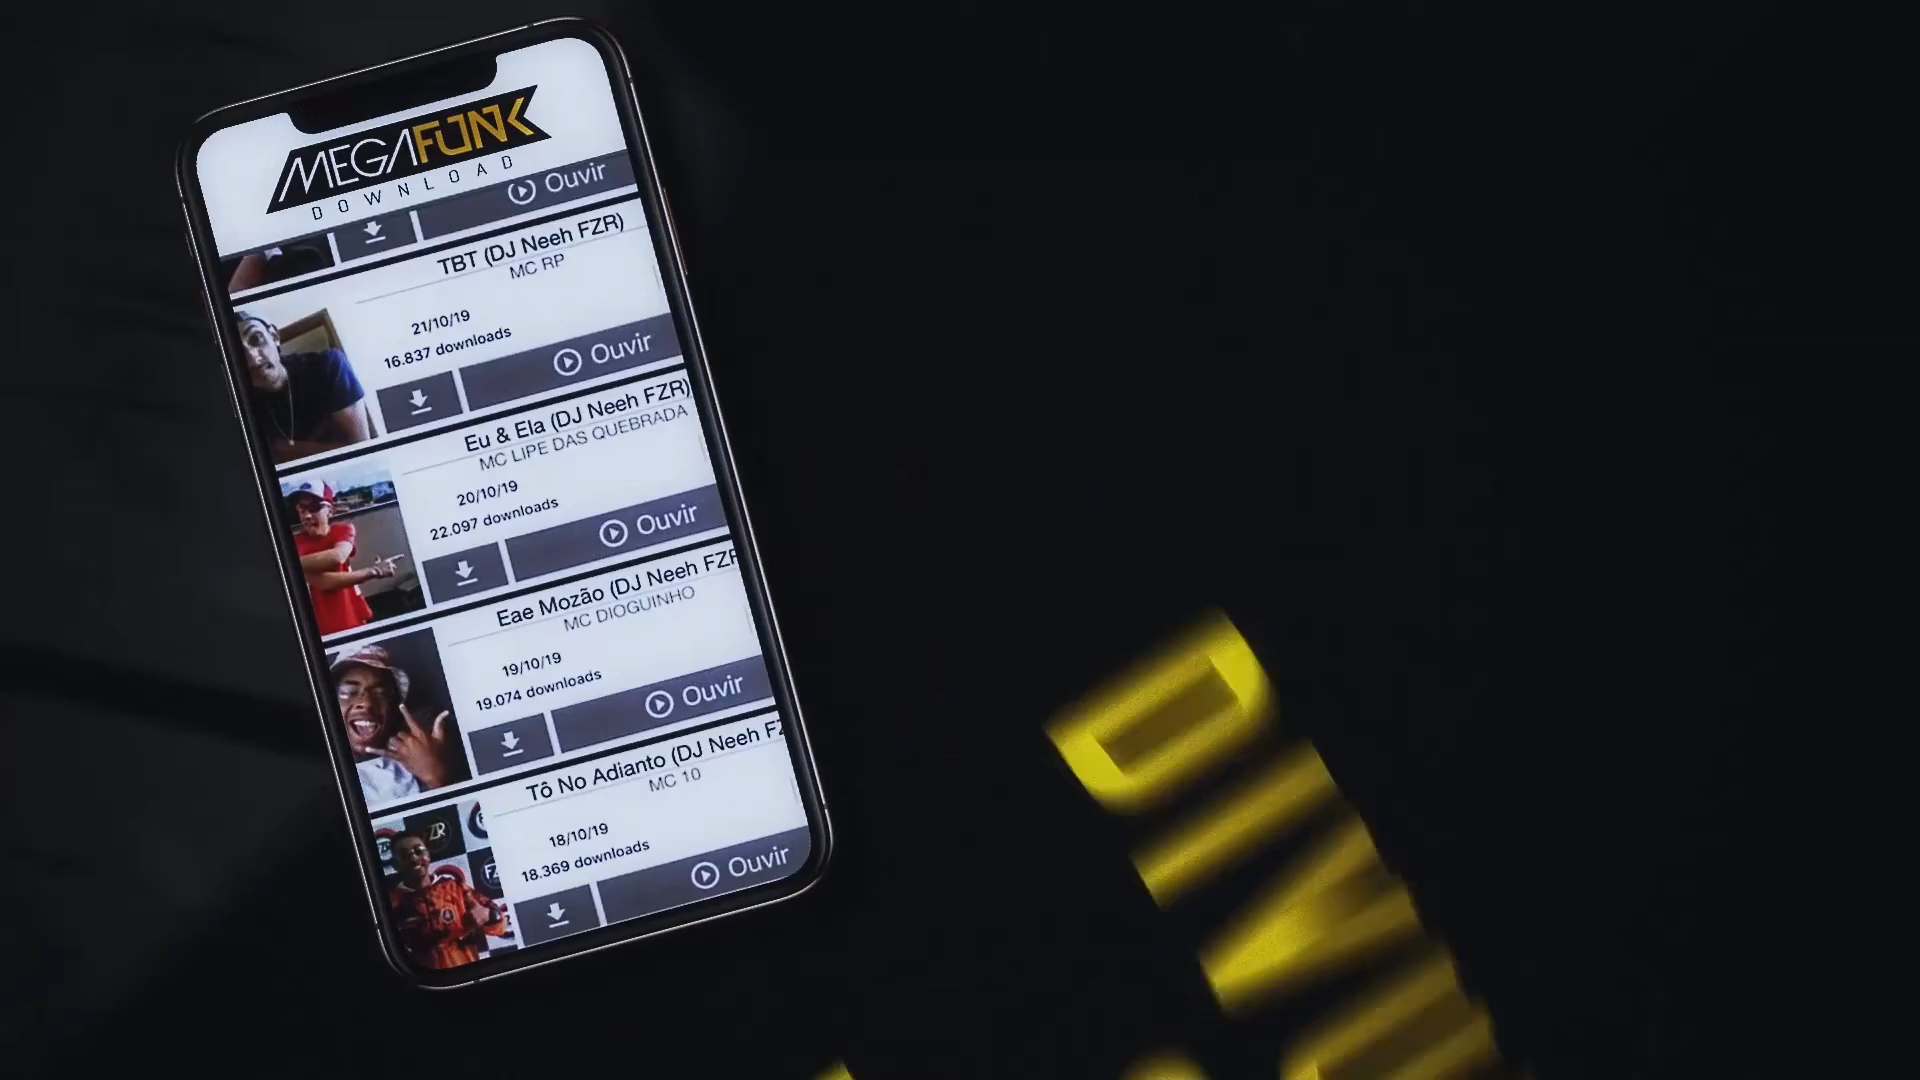 MEGAFUNK
DOWNLOAD
Ouvir
TBT (DJ Neeh FZR)
MC RP
21/10/19
16.837 downloads
Ouvir
Eu & Ela (DJ Neeh FZR)
MC LIPE DAS QUEBRADA
20/10/19
22.097 downloads
Ouvir
Eae Mozão (DJ Neeh FZR
MC DIOGUINHO
19/10/19
19.074 downloads
Ouvir
Tô No Adianto (DJ Neeh FZ
MC 10
18/10/19
18.369 downloads
Ouvir